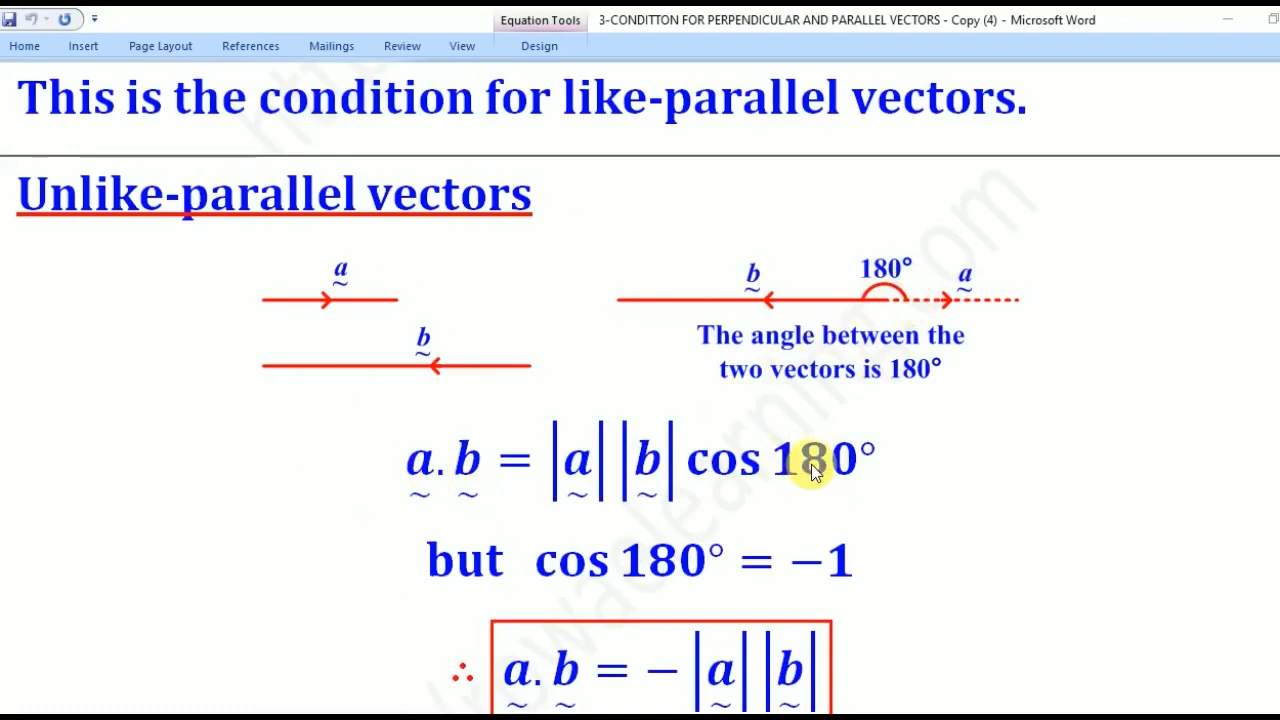 Equation Tools 3-CONDITTON FOR PERPENDICULAR AND PARALLEL VECTORS - Copy (4) - Microsoft Word
Home Insert Page Layout References Mailings Review View Design
This is the condition for like-parallel vectors.
Unlike-parallel vectors
a
b
b 180° a
The angle between the
two vectors is 180°
a. b = |a| |b| cos 180°
but cos 180° = −1
∴ a. b = − |a| |b|